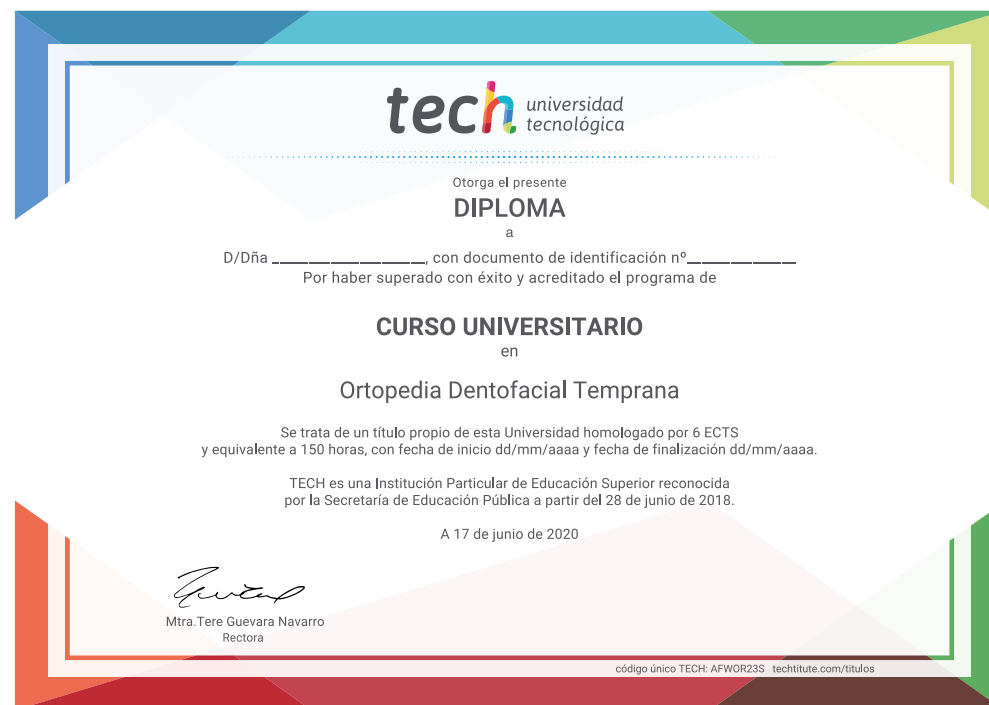 tech universidad
tecnológica
Otorga el presente
DIPLOMA
a
D/Dña ___________________, con documento de identificación nº______________
Por haber superado con éxito y acreditado el programa de
CURSO UNIVERSITARIO
en
Ortopedia Dentofacial Temprana
Se trata de un título propio de esta Universidad homologado por 6 ECTS
y equivalente a 150 horas, con fecha de inicio dd/mm/aaaa y fecha de finalización dd/mm/aaaa.
TECH es una Institución Particular de Educación Superior reconocida
por la Secretaría de Educación Pública a partir del 28 de junio de 2018.
A 17 de junio de 2020
Mtra.Tere Guevara Navarro
Rectora
código único TECH: AFWOR23S techtitute.com/titulos